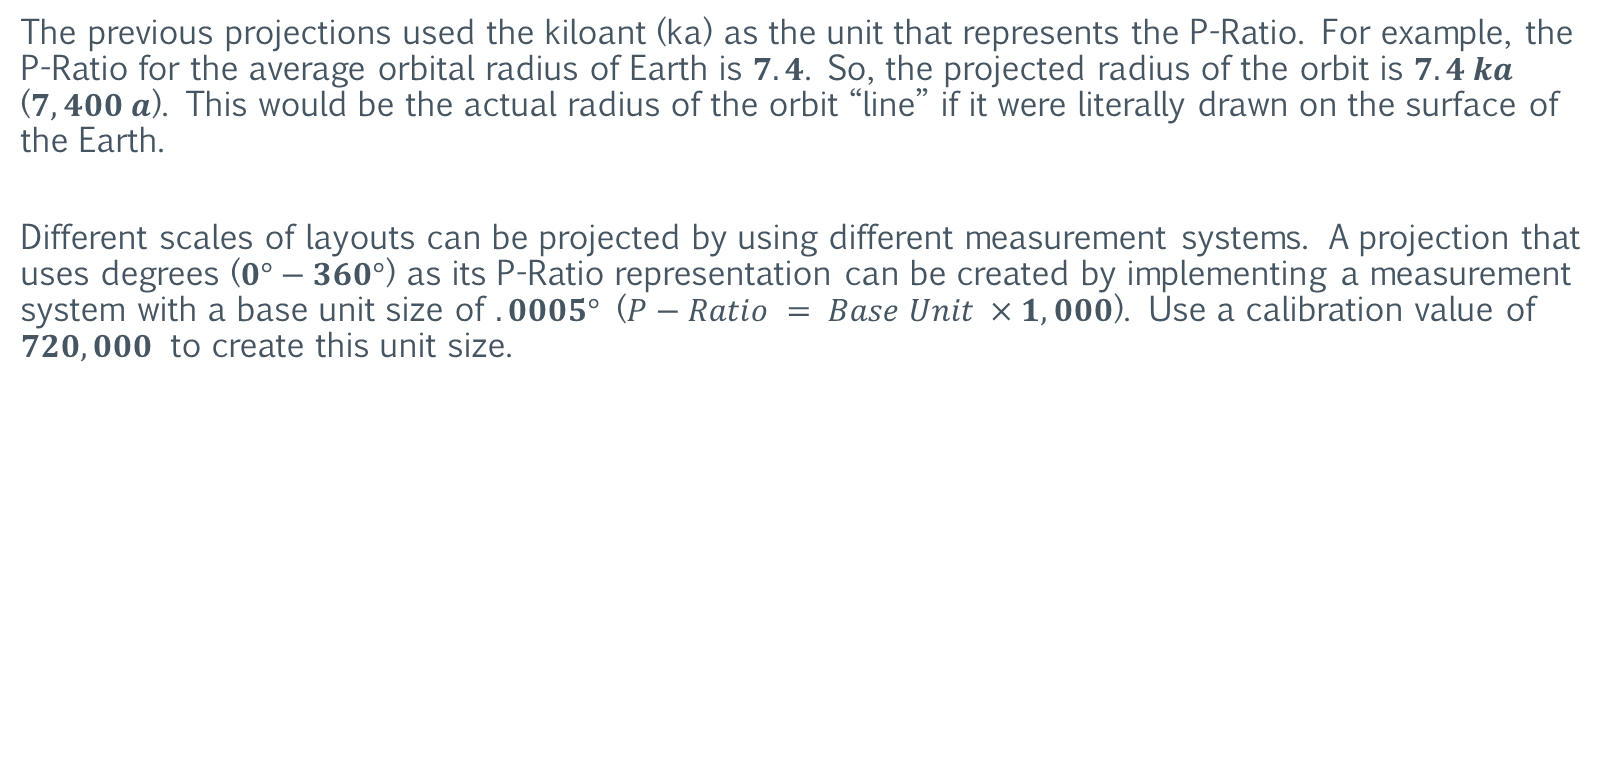 The previous projections used the kiloant (ka) as the unit that represents the P-Ratio. For example, the
P-Ratio for the average orbital radius of Earth is 7.4. So, the projected radius of the orbit is 7.4 ka
(7,400 a). This would be the actual radius of the orbit “line” if it were literally drawn on the surface of
the Earth.
Different scales of layouts can be projected by using different measurement systems. A projection that
uses degrees (0° – 360°) as its P-Ratio representation can be created by implementing a measurement
system with a base unit size of .0005° (P − Ratio = Base Unit × 1,000). Use a calibration value of
720,000 to create this unit size.